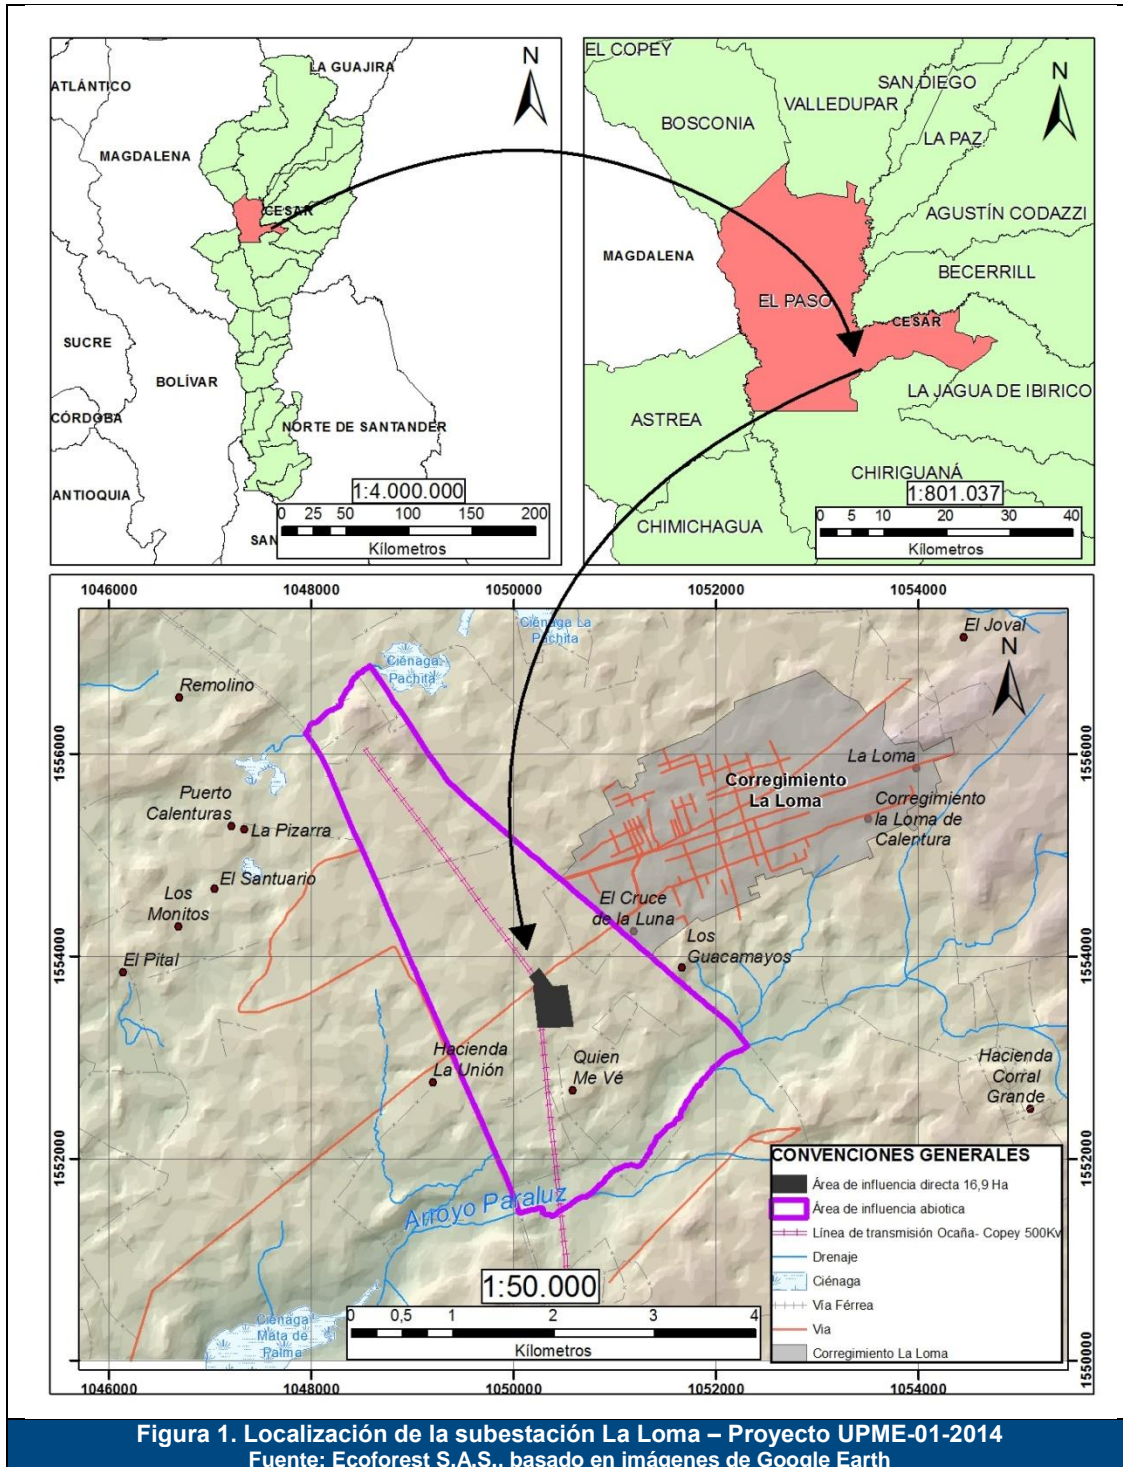 N
LA GUAJIRA
ATLÁNTICO
MAGDALENA
CESAR
SUCRE
BOLÍVAR
CÓRDOBA
NORTE DE SANTANDER
ANTIOQUIA
1:4.000.000
0 25 50 100 150 200
Kílometros
SAN
EL COPEY
N
SAN DIEGO
VALLEDUPAR
BOSCONIA
LA PAZ
AGUSTÍN CODAZZI
MAGDALENA
BECERRILL
EL PASO
CESAR
LA JAGUA DE IBIRICO
ASTREA
CHIRIGUANÁ
1:801.037
CHIMICHAGUA
0 5 10 20 30 40
Kílometros
1046000 1048000 1050000 1052000 1054000
Ciénaga La
Pachita
El Joval
N
Ciénaga
Pachita
Remolino
1556000
1556000
La Loma
Corregimiento
La Loma
Puerto
Calenturas
La Pizarra
Corregimiento
la Loma de
Calentura
El Santuario
Los
Monitos
El Cruce
de la Luna
Los
Guacamayos
El Pital
1554000
1554000
Hacienda
La Unión
Quien
Me Vé
Hacienda
Corral
Grande
1552000
1552000
Arroyo Paraluz
CONVENCIONES GENERALES
Área de influencia directa 16,9 Ha
Área de influencia abiotica
Línea de transmisión Ocaña- Copey 500Kv
Drenaje
Ciénaga
Vía Férrea
Via
Corregimiento La Loma
1:50.000
0 0,5 1 2 3 4
Kílometros
Ciénaga
Mata de
Palma
1550000
1046000 1048000 1050000 1052000 1054000
Figura 1. Localización de la subestación La Loma – Proyecto UPME-01-2014
Fuente: Ecoforest S.A.S., basado en imágenes de Google Earth